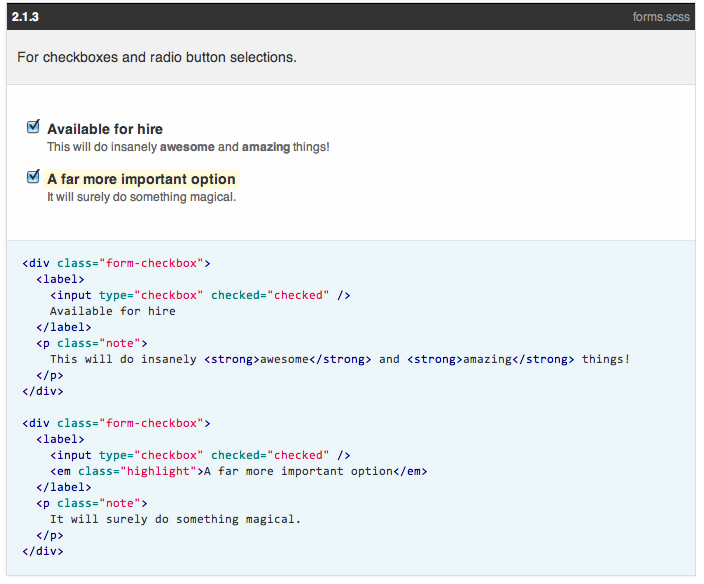 2.1.3 forms.scss
For checkboxes and radio button selections.
Available for hire
This will do insanely awesome and amazing things!
A far more important option
It will surely do something magical.
<div class="form-checkbox">
  <label>
    <input type="checkbox" checked="checked" />
    Available for hire
  </label>
  <p class="note">
    This will do insanely <strong>awesome</strong> and <strong>amazing</strong> things!
  </p>
</div>
<div class="form-checkbox">
  <label>
    <input type="checkbox" checked="checked" />
    <em class="highlight">A far more important option</em>
  </label>
  <p class="note">
    It will surely do something magical.
  </p>
</div>